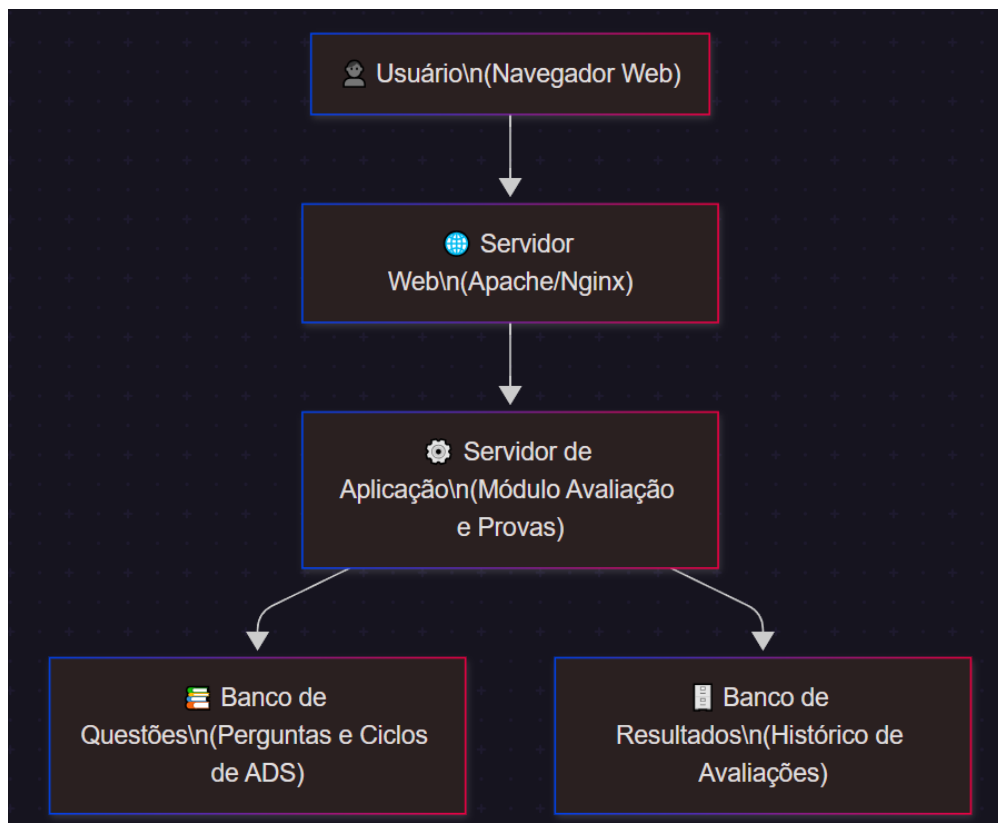 Usuário\n(Navegador Web)
Servidor
Web\n(Apache/Nginx)
Servidor de
Aplicação\n(Módulo Avaliação
e Provas)
Banco de
Questões\n(Perguntas e Ciclos
de ADS)
Banco de
Resultados\n(Histórico de
Avaliações)